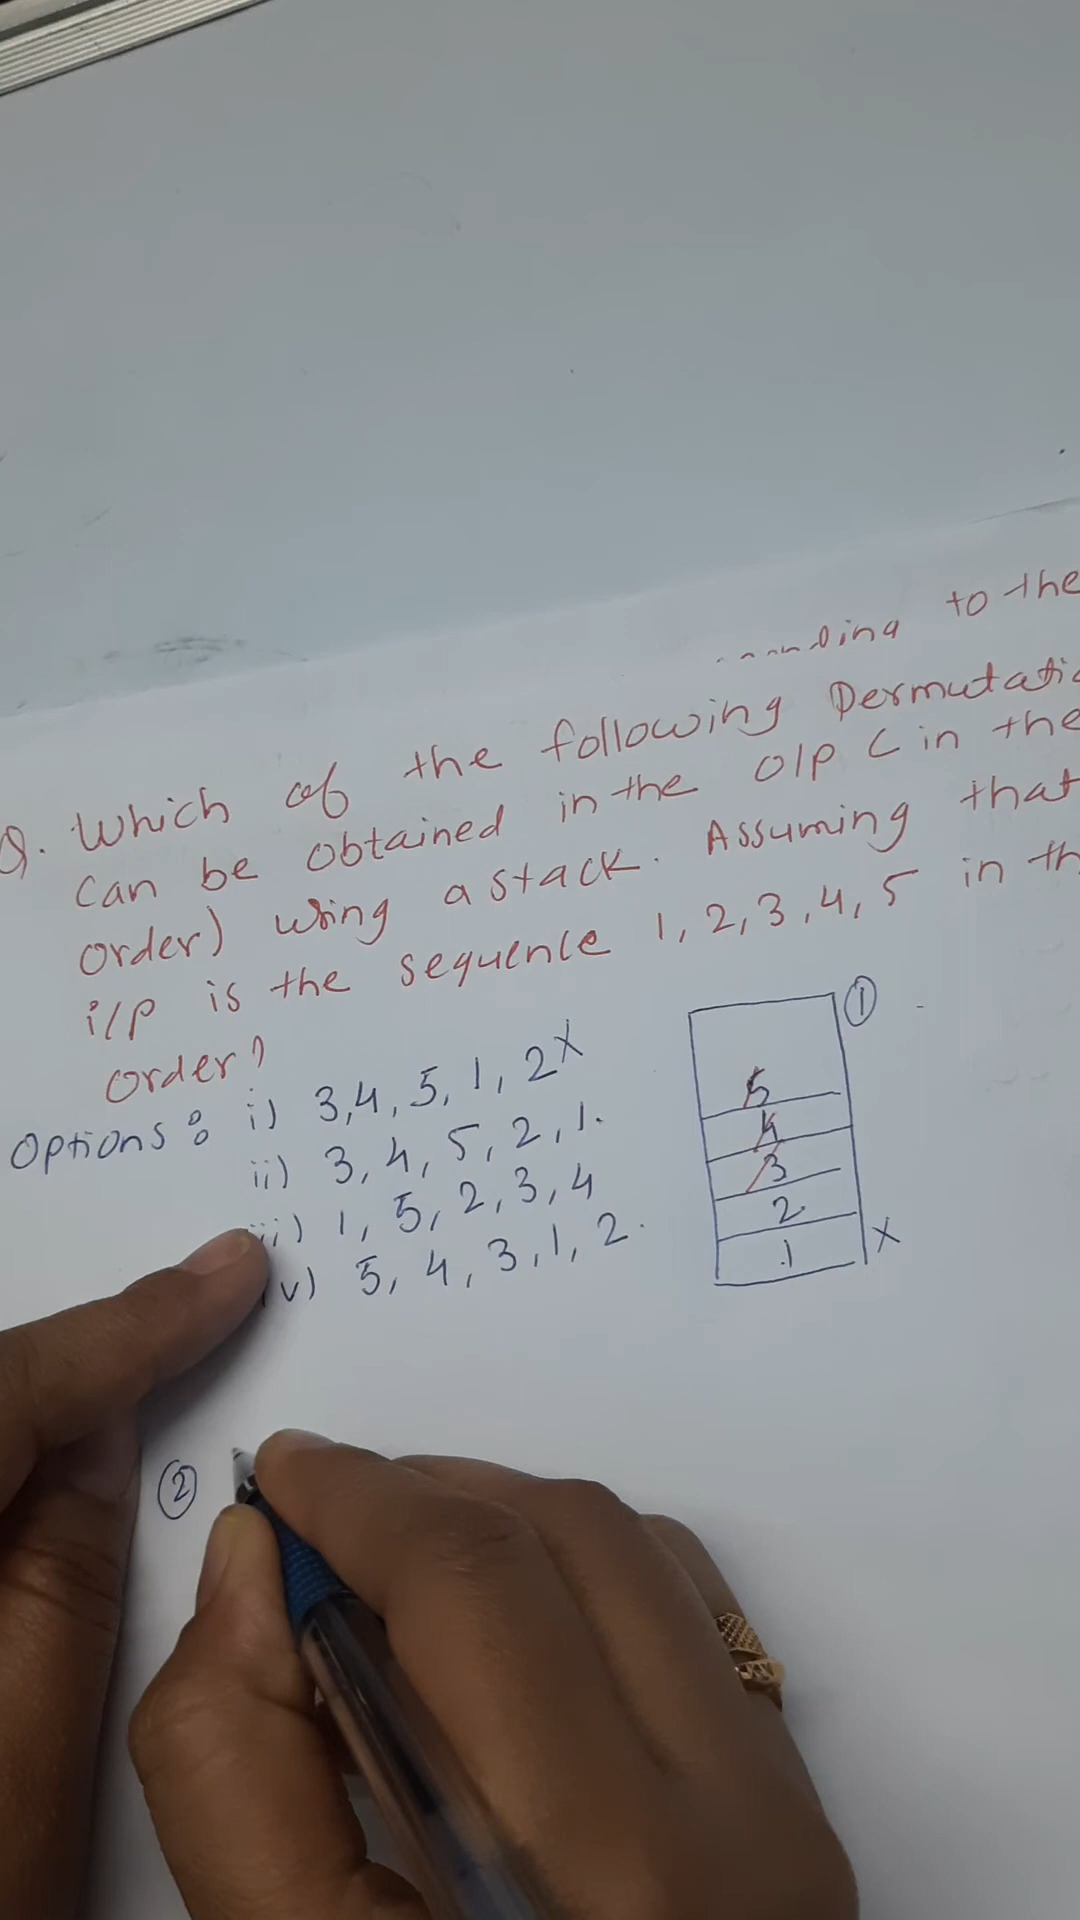 to the
Q. Which of the following Permutati
can be obtained in the O/P ( in the
order) using a stack. Assuming that
i/p is the sequence 1, 2, 3, 4, 5 in th
order?
Options: i) 3, 4, 5, 1, 2 X
ii) 3, 4, 5, 2, 1.
iii) 1, 5, 2, 3, 4
iv) 5, 4, 3, 1, 2.
①
5
4
3
2
1
X
②